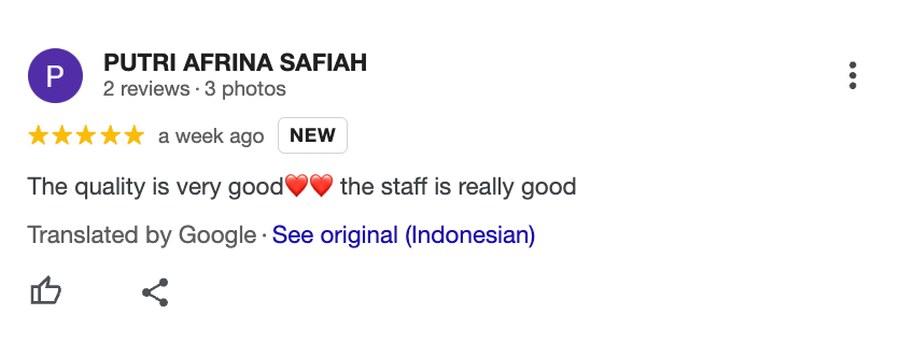 P
PUTRI AFRINA SAFIAH
2 reviews · 3 photos
a week ago NEW
The quality is very good❤️❤️ the staff is really good
Translated by Google · See original (Indonesian)